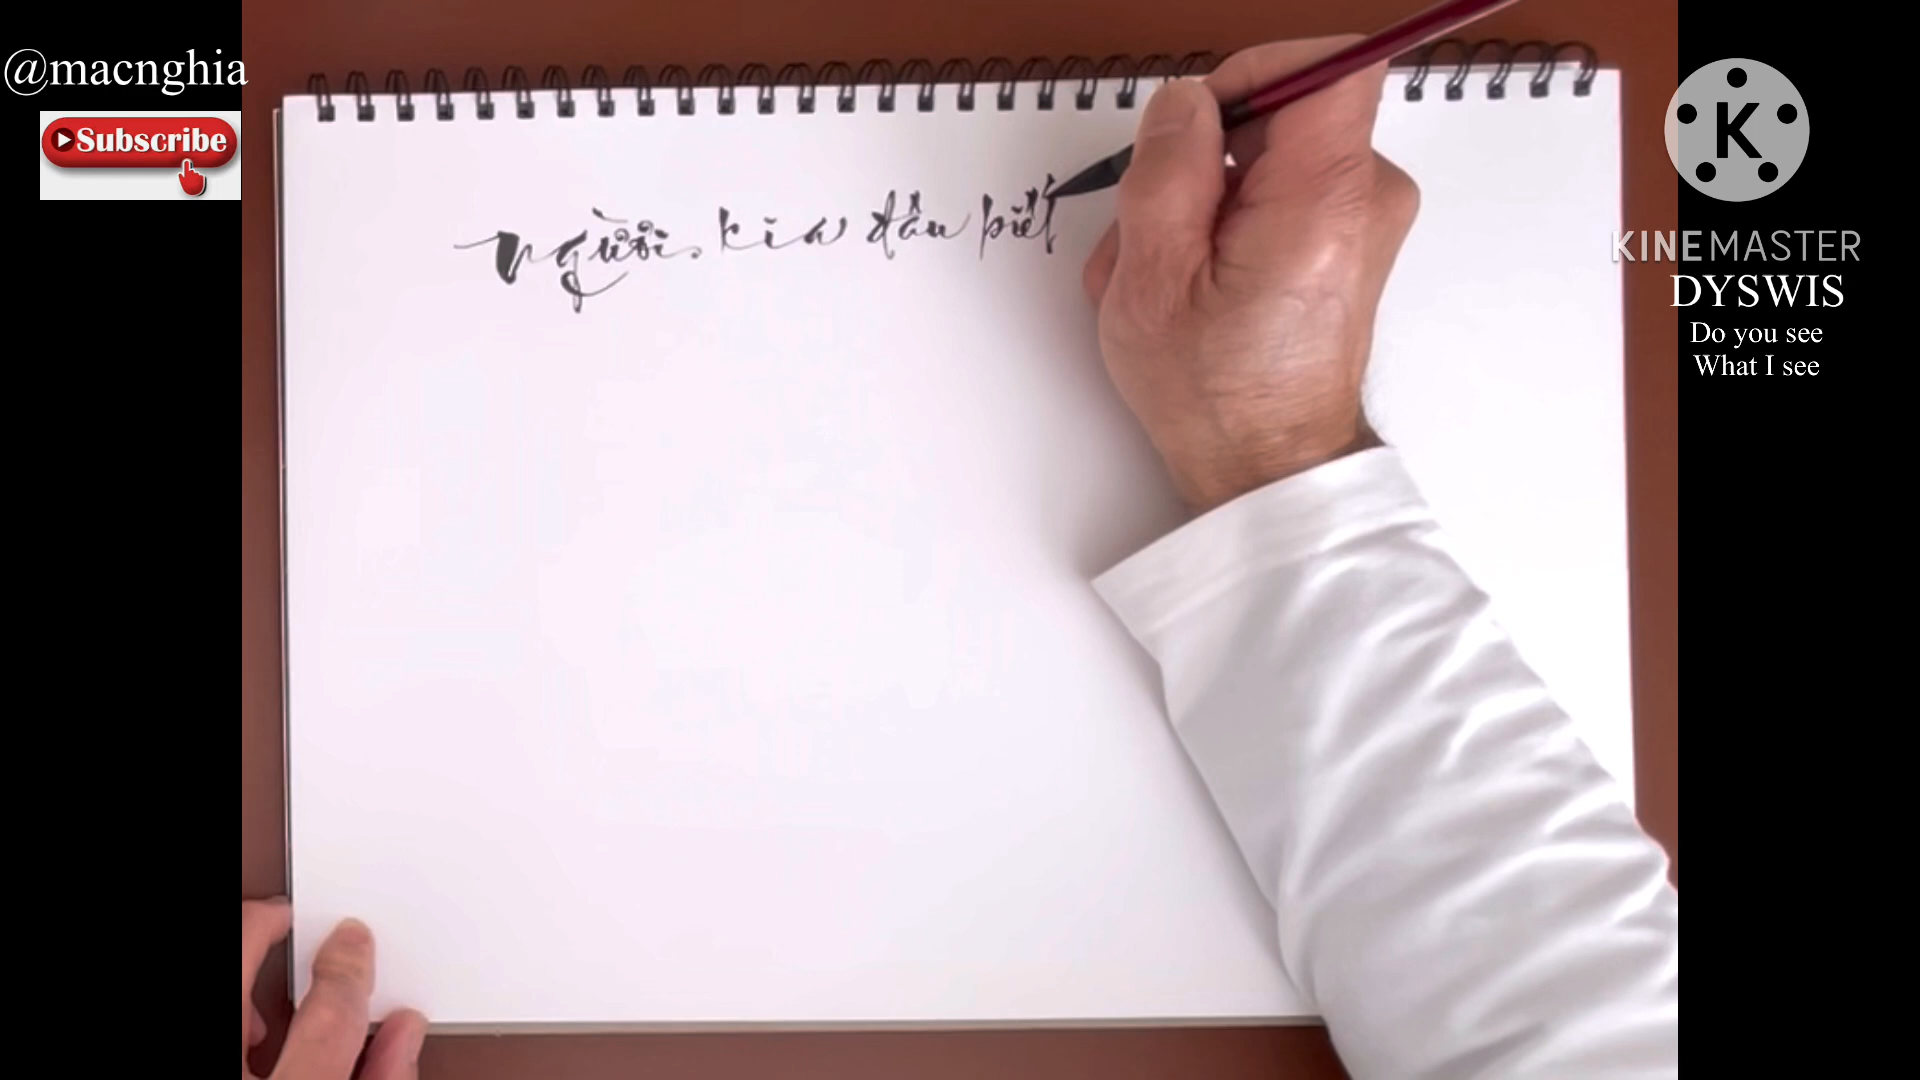 @macnghia
Subscribe
Người kia đâu biết
K
KINEMASTER
DYSWIS
Do you see
What I see